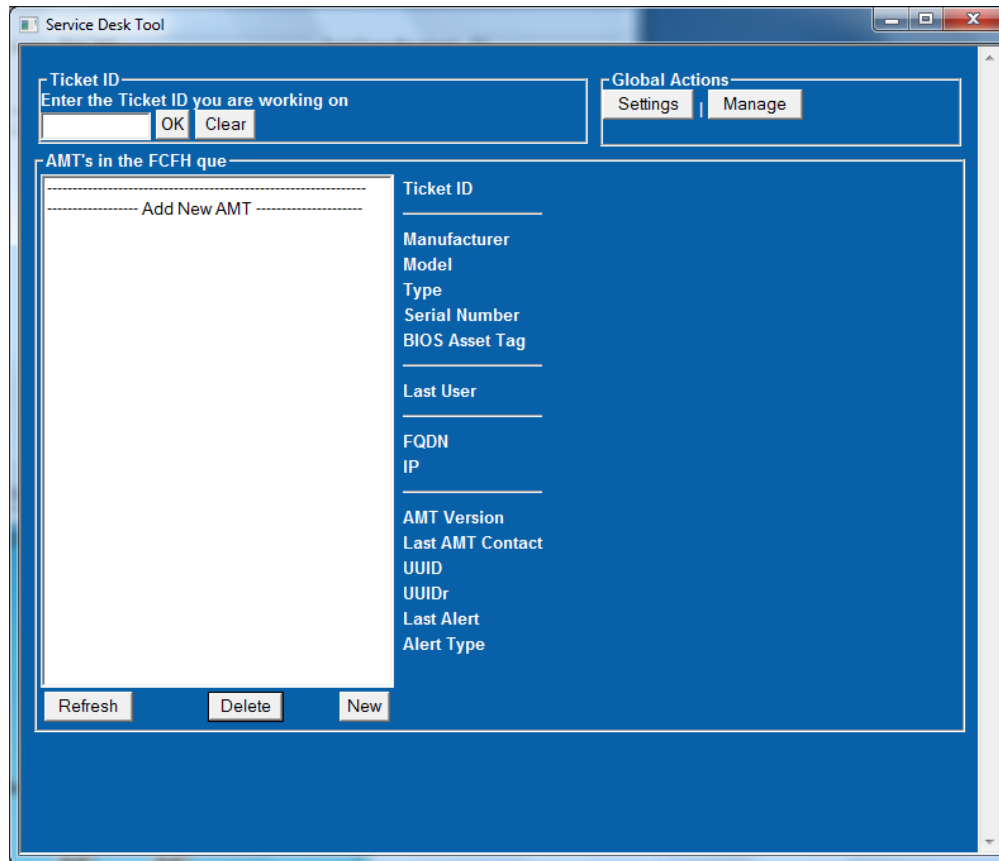 Service Desk Tool
Ticket ID
Enter the Ticket ID you are working on
OK Clear
Global Actions
Settings | Manage
AMT's in the FCFH que
-----------------------------------------------------------------
------------------ Add New AMT ---------------------
Ticket ID
Manufacturer
Model
Type
Serial Number
BIOS Asset Tag
Last User
FQDN
IP
AMT Version
Last AMT Contact
UUID
UUIDr
Last Alert
Alert Type
Refresh Delete New